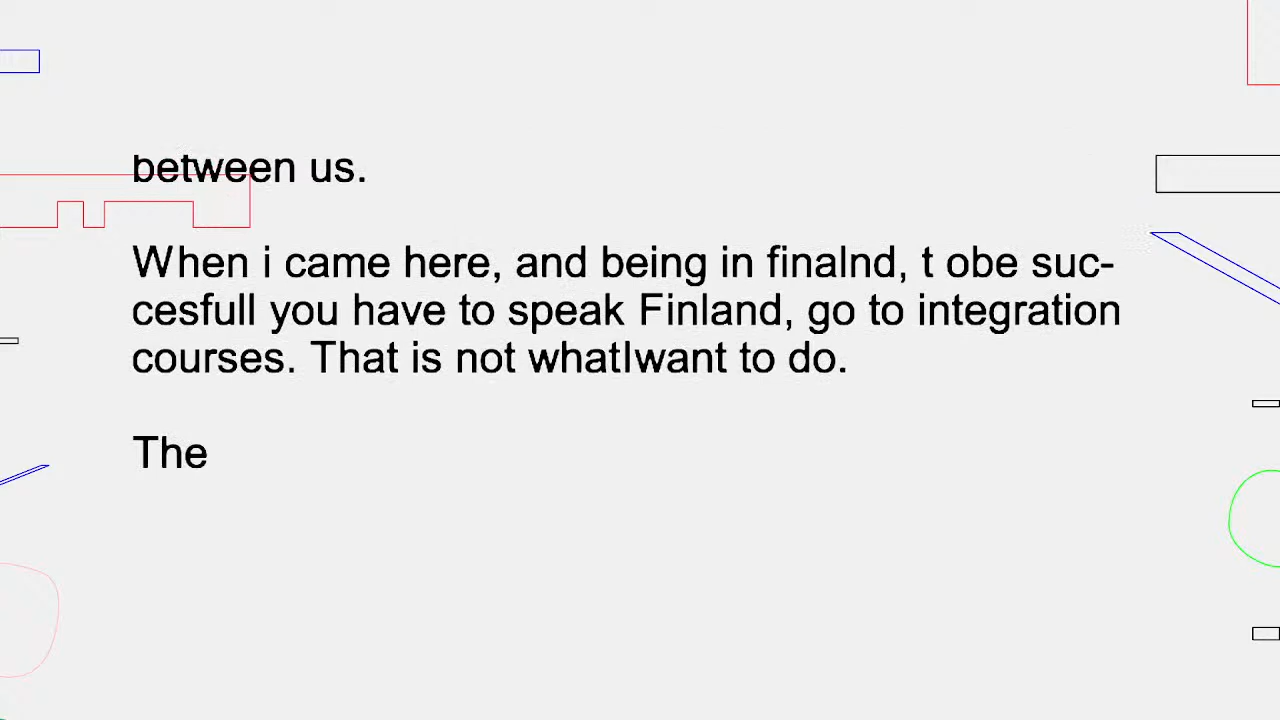 between us.
When i came here, and being in finalnd, t obe suc-
cesfull you have to speak Finland, go to integration
courses. That is not whatIwant to do.
The